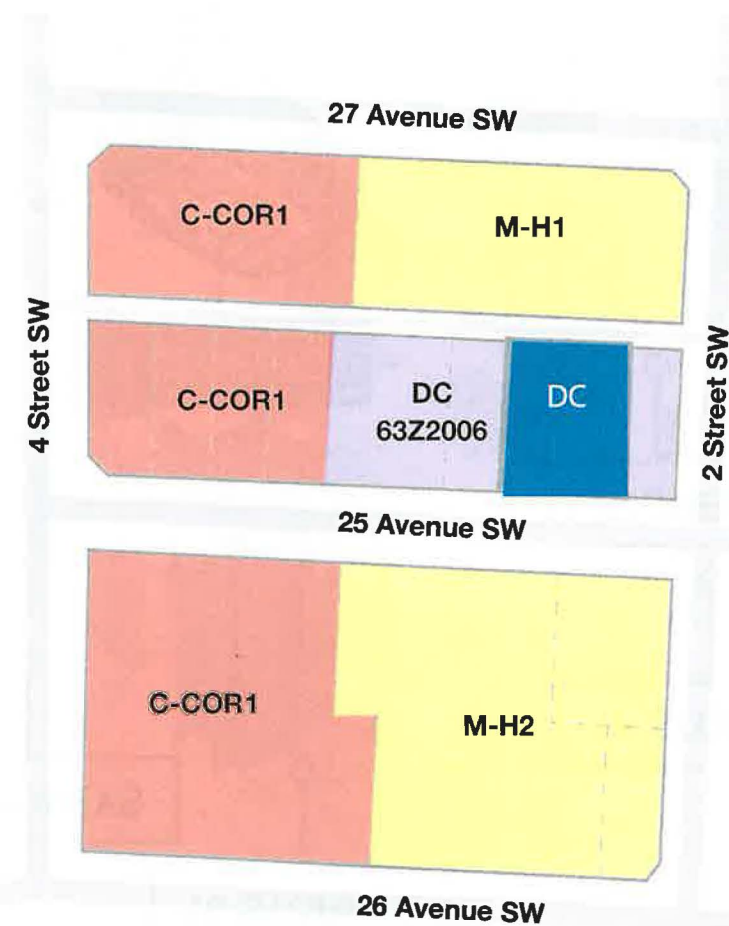 27 Avenue SW
C-COR1
M-H1
4 Street SW
C-COR1
DC
63Z2006
DC
2 Street SW
25 Avenue SW
C-COR1
M-H2
26 Avenue SW